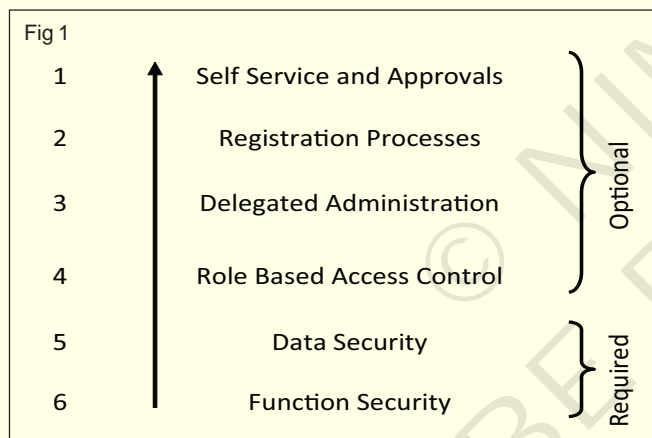 Fig 1
1 Self Service and Approvals
2 Registration Processes
3 Delegated Administration
4 Role Based Access Control
Optional
5 Data Security
6 Function Security
Required